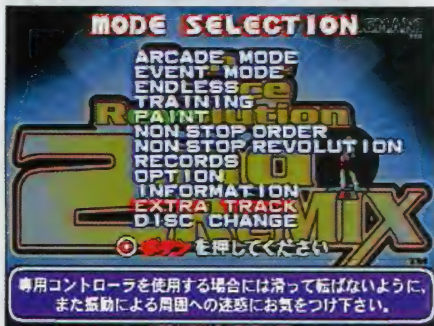 MODE SELECTION
ARCADE MODE
EVENT MODE
ENDLESS
TRAINING
PAINT
NON STOP ORDER
NON STOP REVOLUTION
RECORDS
OPTION
INFORMATION
EXTRA TRACK
DISC CHANGE
Revolution
2nd
ReMIX
ボタンを押してください
専用コントローラを使用する場合には滑って転ばないように、
また振動による周囲への迷惑にお気をつけ下さい。